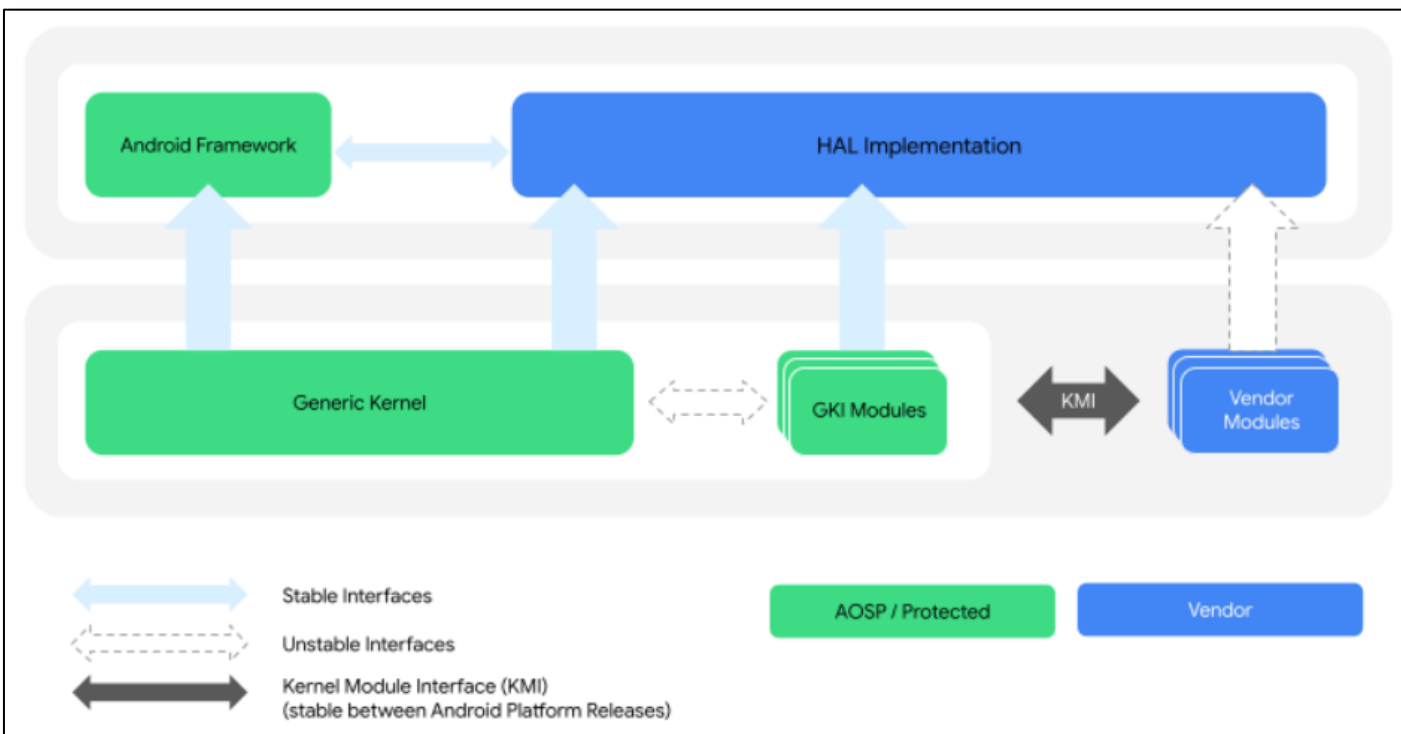 Android Framework
HAL Implementation
Generic Kernel
GKI Modules
KMI
Vendor
Modules
Stable Interfaces
Unstable Interfaces
Kernel Module Interface (KMI)
(stable between Android Platform Releases)
AOSP / Protected
Vendor